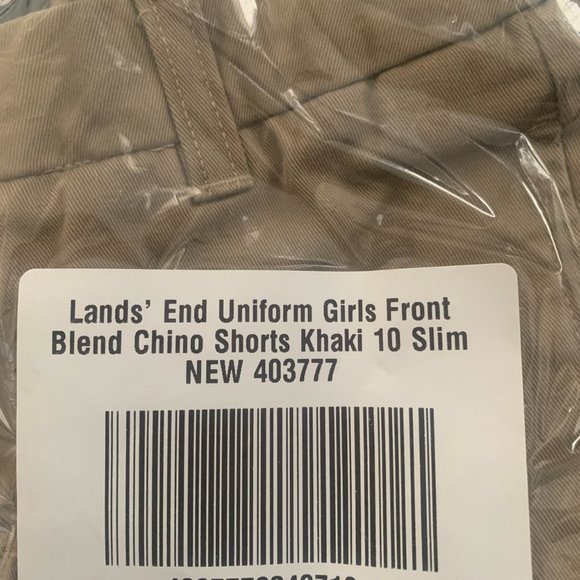 Lands' End Uniform Girls Front
Blend Chino Shorts Khaki 10 Slim
NEW 403777